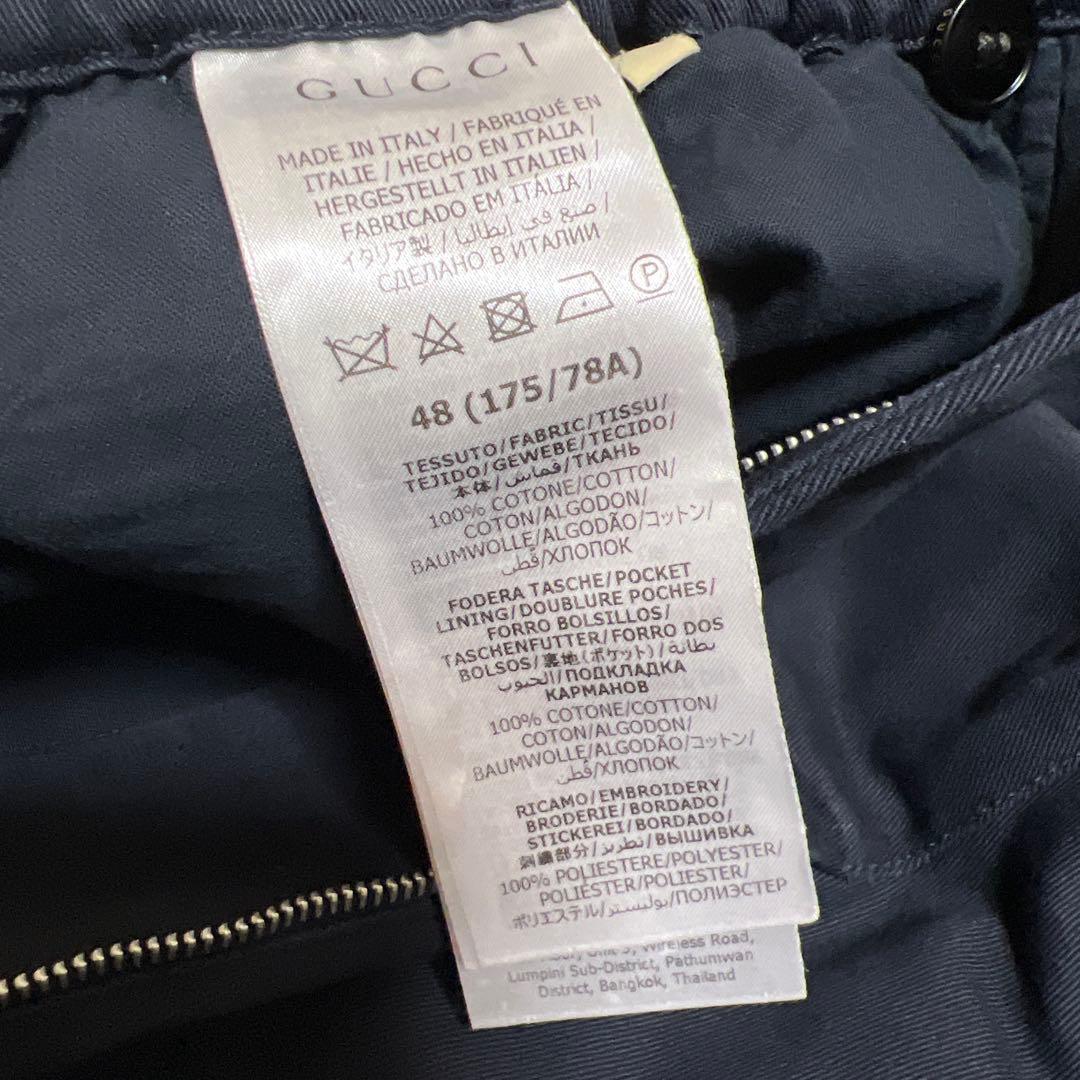 GUCCI
MADE IN ITALY / FABRIQUÉ EN
ITALIE / HECHO EN ITALIA /
HERGESTELLT IN ITALIEN /
FABRICADO EM ITÁLIA /
イタリア製 / صنع في إيطاليا /
СДЕЛАНО В ИТАЛИИ
P
48 (175/78A)
TESSUTO/FABRIC/TISSU/
TEJIDO/GEWEBE/TECIDO/
本体/قماش/ТКАНЬ
100% COTONE/COTTON/
COTON/ALGODON/
BAUMWOLLE/ALGODÃO/コットン/
قطن/ХЛОПОК
FODERA TASCHE/POCKET
LINING/DOUBLURE POCHES/
FORRO BOLSILLOS/
TASCHENFUTTER/FORRO DOS
BOLSOS/裏地(ポケット)/بطانة
الجيوب/ПОДКЛАДКА
КАРМАНОВ
100% COTONE/COTTON/
COTON/ALGODON/
BAUMWOLLE/ALGODÃO/コットン/
قطن/ХЛОПОК
RICAMO/EMBROIDERY/
BRODERIE/BORDADO/
STICKEREI/BORDADO/
刺繍部分/تطريز/ВЫШИВКА
100% POLIESTERE/POLYESTER/
POLIÉSTER/POLIESTER/
ポリエステル/بوليستر/ПОЛИЭСТЕР
Wireless Road,
Lumpini Sub-District, Pathumwan
District, Bangkok, Thailand